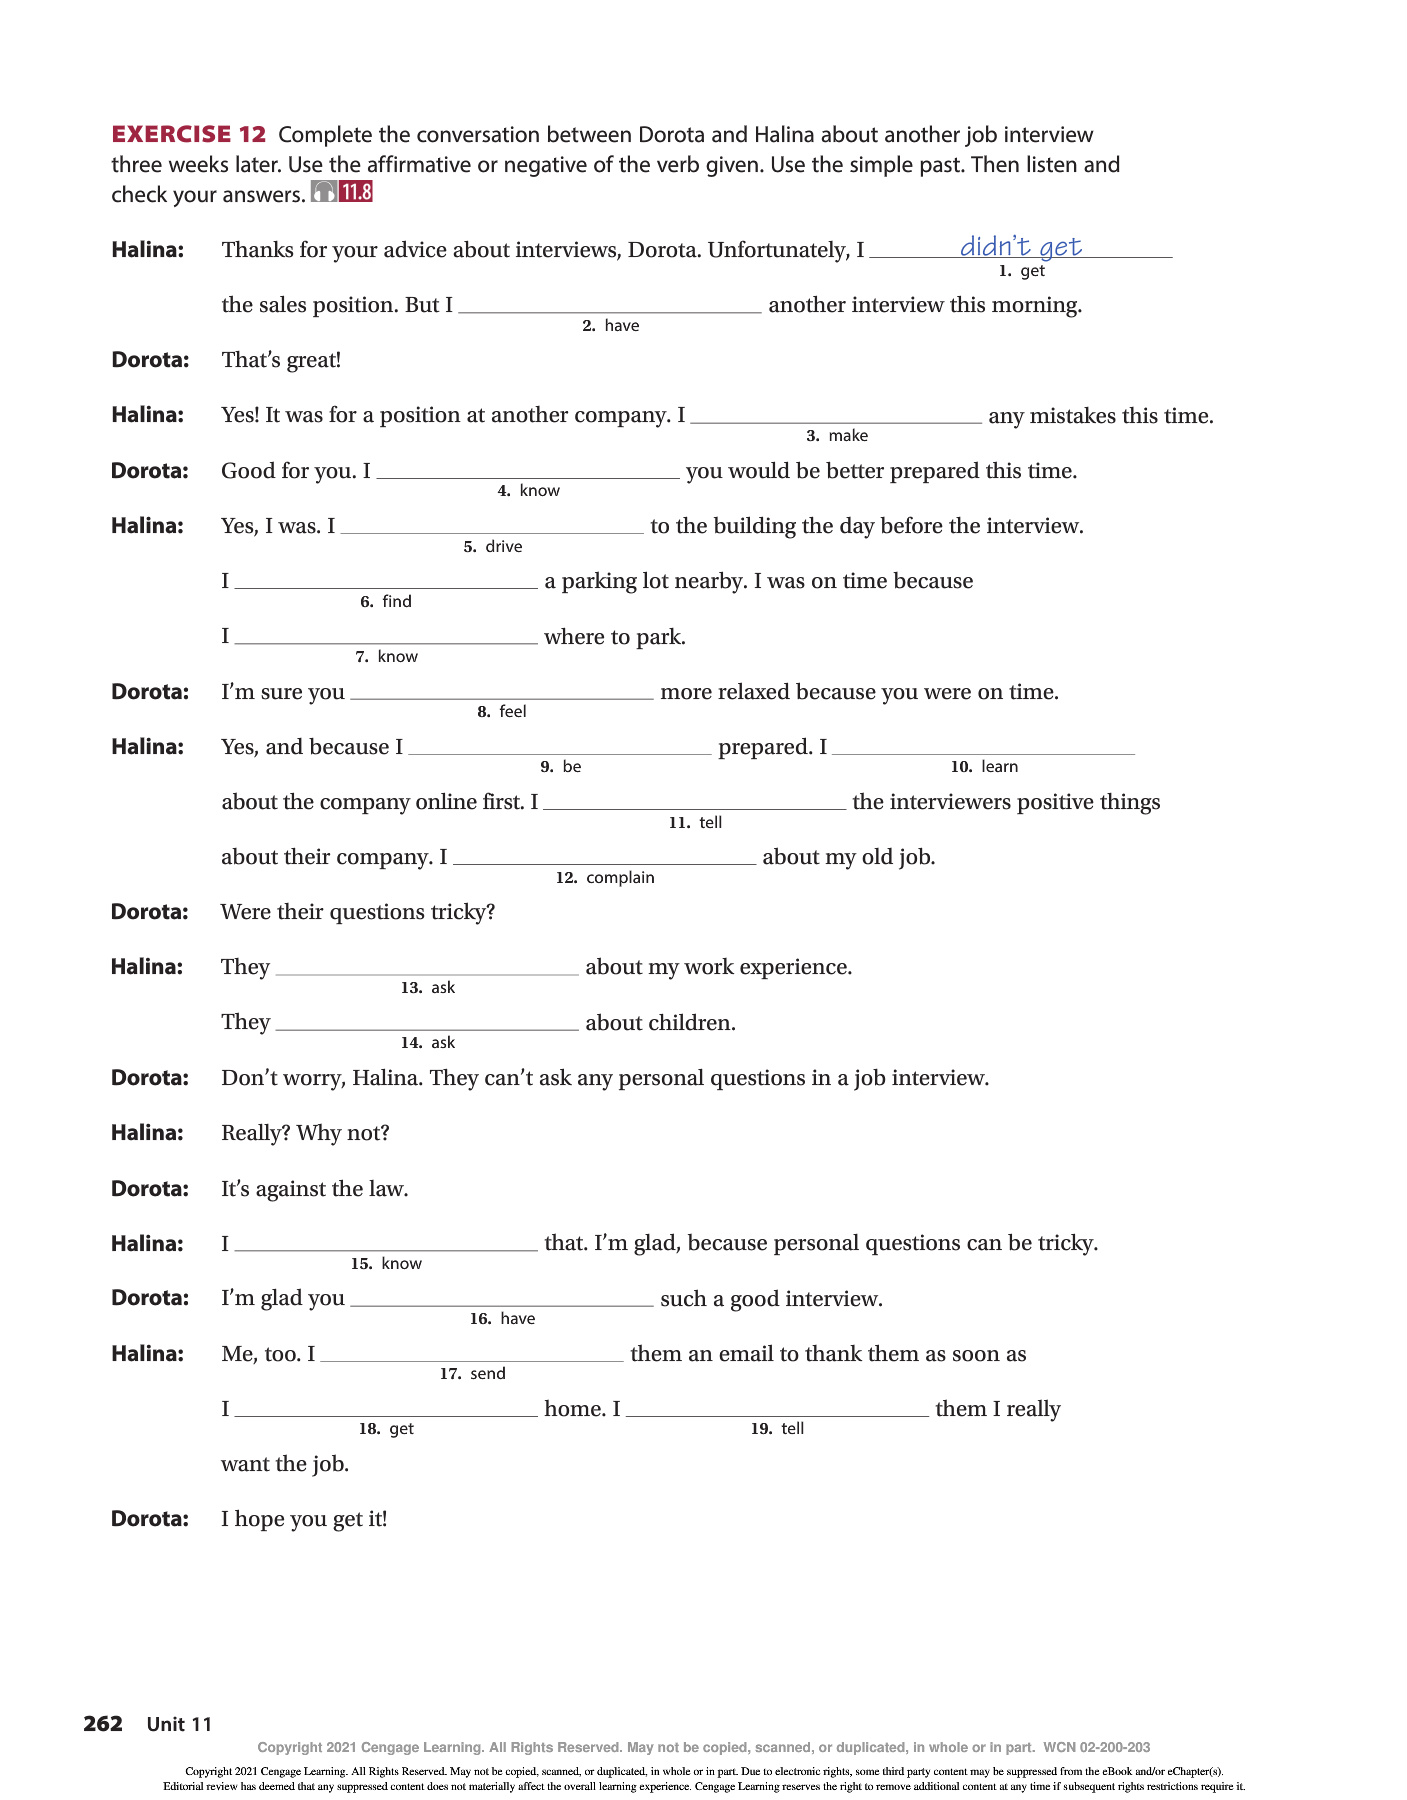 EXERCISE 12 Complete the conversation between Dorota and Halina about another job interview
three weeks later. Use the affirmative or negative of the verb given. Use the simple past. Then listen and
check your answers. 11.8
Halina: Thanks for your advice about interviews, Dorota. Unfortunately, I didn't get
1. get
the sales position. But I ______ another interview this morning.
2. have
Dorota: That's great!
Halina: Yes! It was for a position at another company. I ______ any mistakes this time.
3. make
Dorota: Good for you. I ______ you would be better prepared this time.
4. know
Halina: Yes, I was. I ______ to the building the day before the interview.
5. drive
I ______ a parking lot nearby. I was on time because
6. find
I ______ where to park.
7. know
Dorota: I'm sure you ______ more relaxed because you were on time.
8. feel
Halina: Yes, and because I ______ prepared. I ______
9. be 10. learn
about the company online first. I ______ the interviewers positive things
11. tell
about their company. I ______ about my old job.
12. complain
Dorota: Were their questions tricky?
Halina: They ______ about my work experience.
13. ask
They ______ about children.
14. ask
Dorota: Don't worry, Halina. They can't ask any personal questions in a job interview.
Halina: Really? Why not?
Dorota: It's against the law.
Halina: I ______ that. I'm glad, because personal questions can be tricky.
15. know
Dorota: I'm glad you ______ such a good interview.
16. have
Halina: Me, too. I ______ them an email to thank them as soon as
17. send
I ______ home. I ______ them I really
18. get 19. tell
want the job.
Dorota: I hope you get it!
262 Unit 11
Copyright 2021 Cengage Learning. All Rights Reserved. May not be copied, scanned, or duplicated, in whole or in part. WCN 02-200-203
Copyright 2021 Cengage Learning. All Rights Reserved. May not be copied, scanned, or duplicated, in whole or in part. Due to electronic rights, some third party content may be suppressed from the eBook and/or eChapter(s).
Editorial review has deemed that any suppressed content does not materially affect the overall learning experience. Cengage Learning reserves the right to remove additional content at any time if subsequent rights restrictions require it.